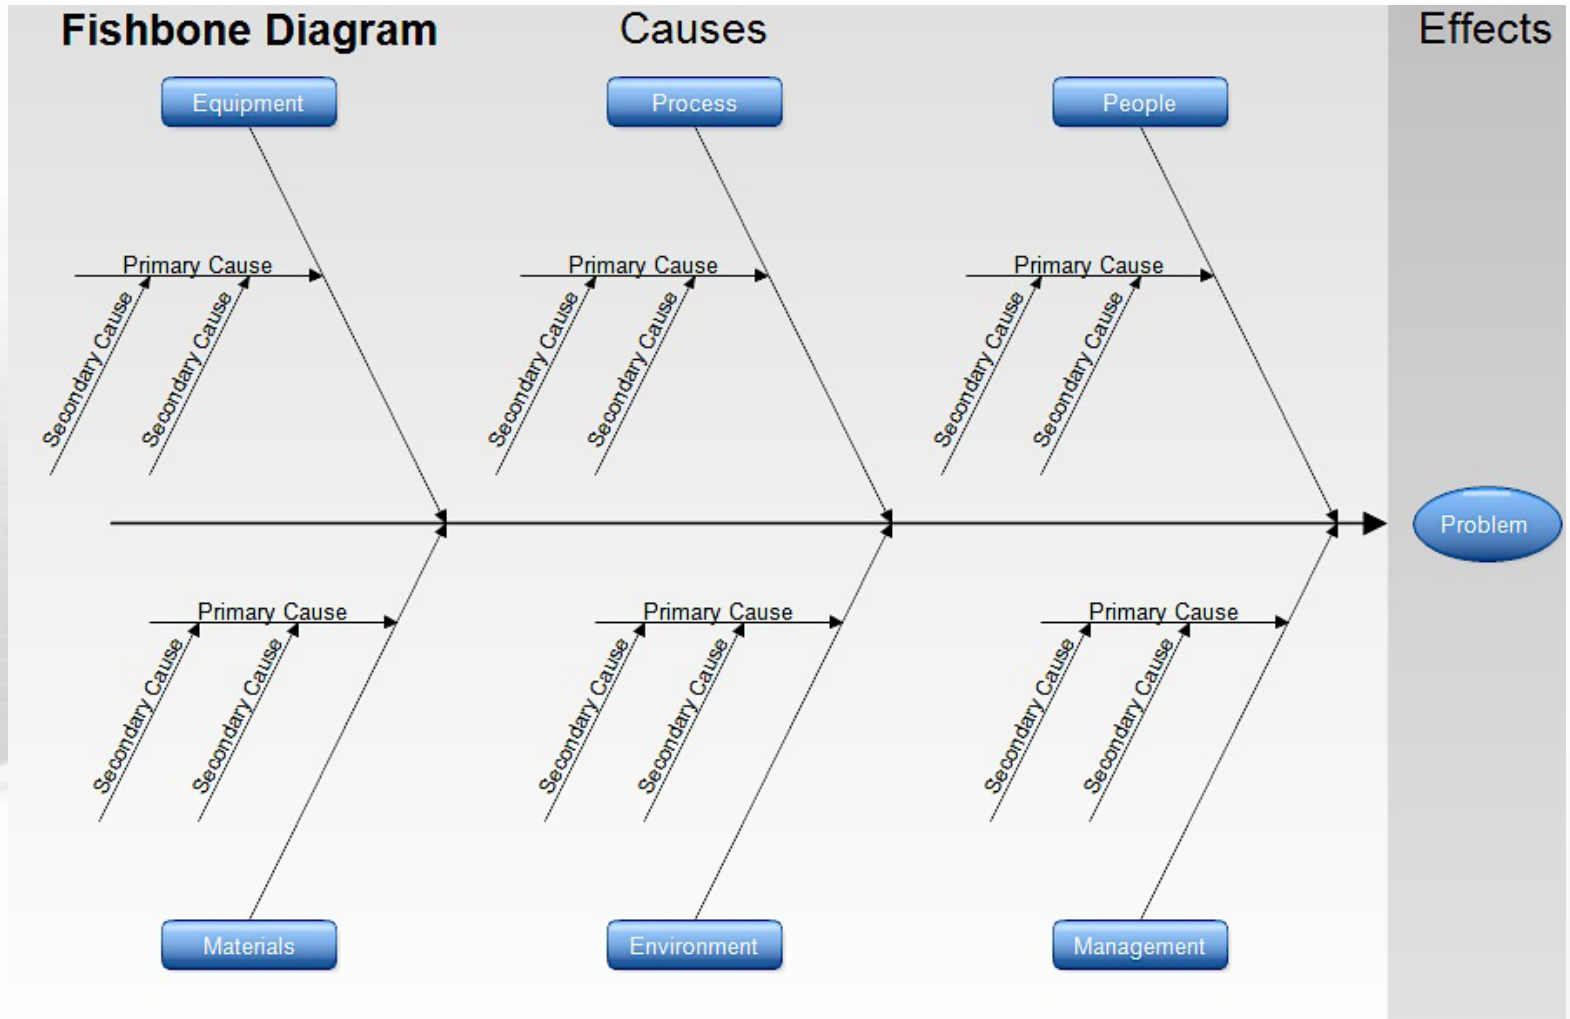 Fishbone Diagram
Causes
Effects
Equipment
Process
People
Primary Cause
Secondary Cause
Secondary Cause
Primary Cause
Secondary Cause
Secondary Cause
Primary Cause
Secondary Cause
Secondary Cause
Problem
Primary Cause
Secondary Cause
Secondary Cause
Primary Cause
Secondary Cause
Secondary Cause
Primary Cause
Secondary Cause
Secondary Cause
Materials
Environment
Management